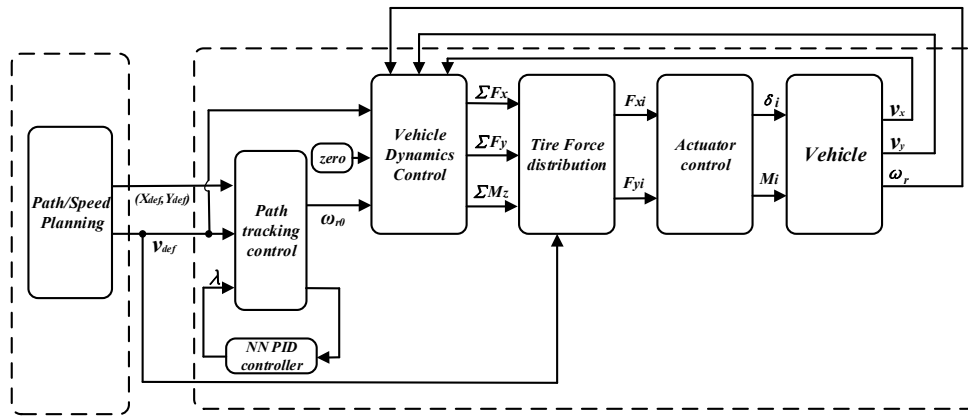 Path/Speed
Planning
(Xdef,Ydef)
vdef
λ
Path
tracking
control
NN PID
controller
ωr0
zero
Vehicle
Dynamics
Control
ΣFx
ΣFy
ΣMz
Tire Force
distribution
Fxi
Fyi
Actuator
control
δi
Mi
Vehicle
vx
vy
ωr